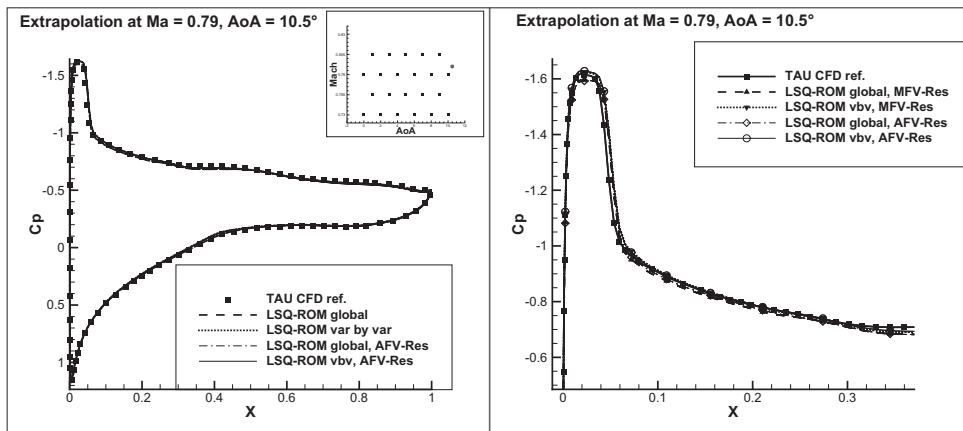 Extrapolation at Ma = 0.79, AoA = 10.5°
-1.5
-1
-0.5
0
0.5
1
Cp
0
0.2
0.4
0.6
0.8
1
X
Mach
AoA
TAU CFD ref.
LSQ-ROM global
LSQ-ROM var by var
LSQ-ROM global, AFV-Res
LSQ-ROM vbv, AFV-Res
Extrapolation at Ma = 0.79, AoA = 10.5°
-1.6
-1.4
-1.2
-1
-0.8
-0.6
Cp
0
0.1
0.2
0.3
X
TAU CFD ref.
LSQ-ROM global, MFV-Res
LSQ-ROM vbv, MFV-Res
LSQ-ROM global, AFV-Res
LSQ-ROM vbv, AFV-Res